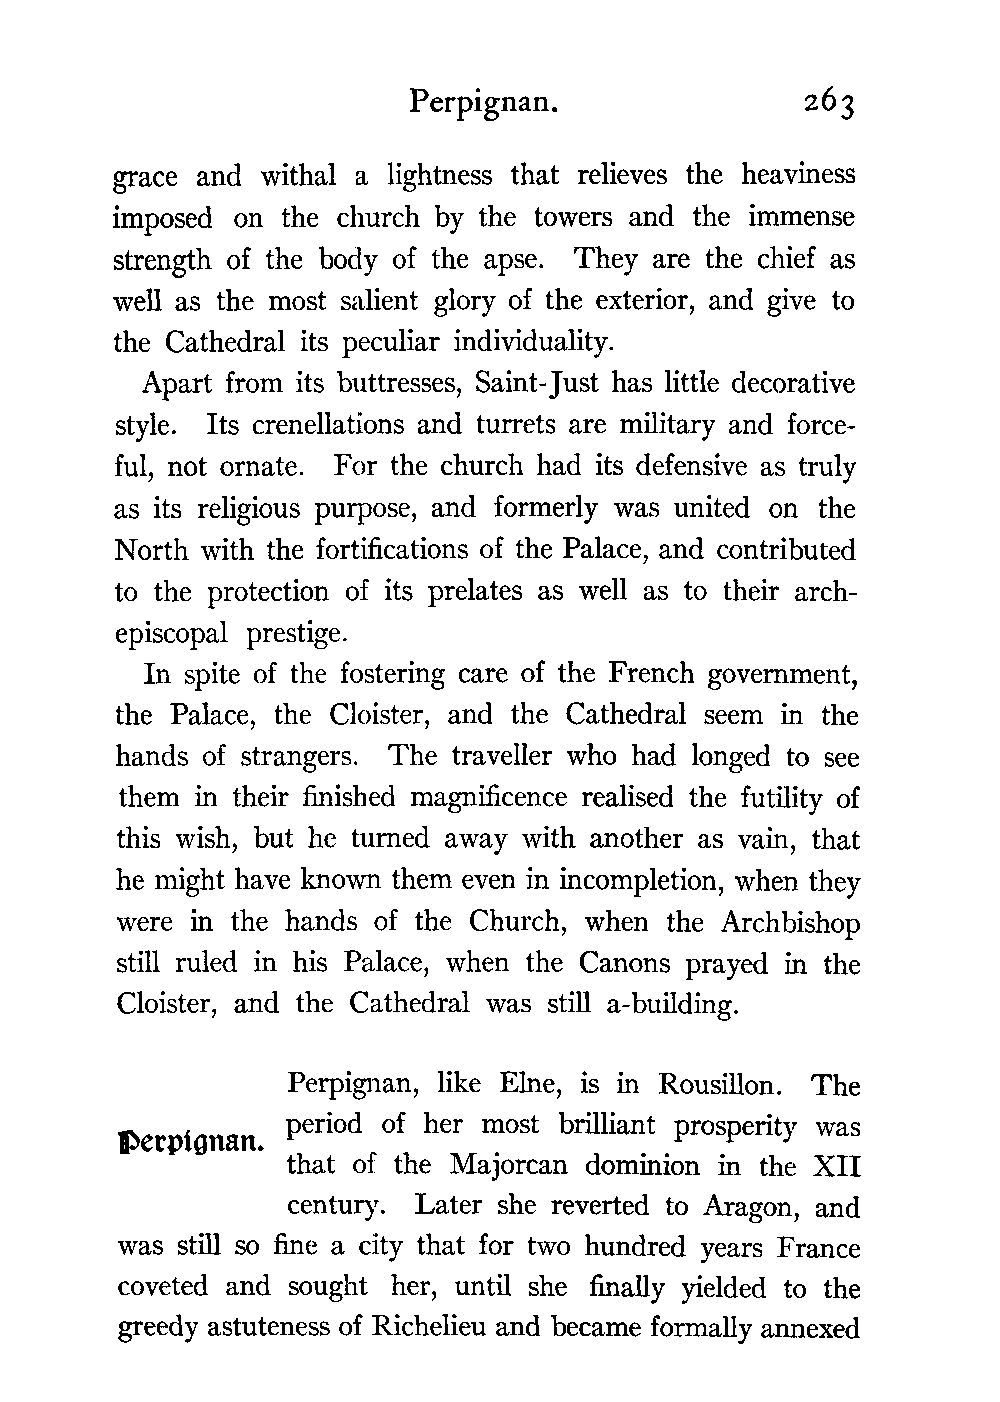 Perpignan. 263
grace and withal a lightness that relieves the heaviness
imposed on the church by the towers and the immense
strength of the body of the apse. They are the chief as
well as the most salient glory of the exterior, and give to
the Cathedral its peculiar individuality.
Apart from its buttresses, Saint-Just has little decorative
style. Its crenellations and turrets are military and force-
ful, not ornate. For the church had its defensive as truly
as its religious purpose, and formerly was united on the
North with the fortifications of the Palace, and contributed
to the protection of its prelates as well as to their arch-
episcopal prestige.
In spite of the fostering care of the French government,
the Palace, the Cloister, and the Cathedral seem in the
hands of strangers. The traveller who had longed to see
them in their finished magnificence realised the futility of
this wish, but he turned away with another as vain, that
he might have known them even in incompletion, when they
were in the hands of the Church, when the Archbishop
still ruled in his Palace, when the Canons prayed in the
Cloister, and the Cathedral was still a-building.
Perpignan.
Perpignan, like Elne, is in Rousillon. The
period of her most brilliant prosperity was
that of the Majorcan dominion in the XII
century. Later she reverted to Aragon, and
was still so fine a city that for two hundred years France
coveted and sought her, until she finally yielded to the
greedy astuteness of Richelieu and became formally annexed